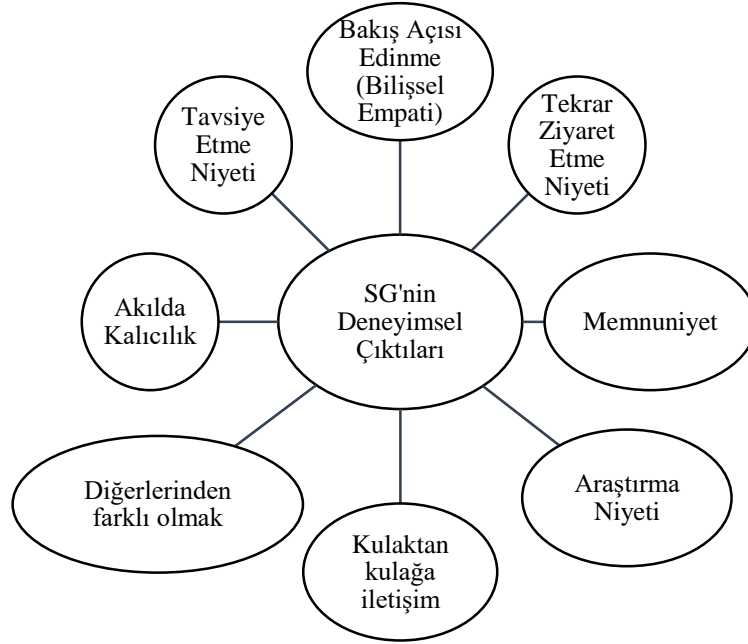 Bakış Açısı
Edinme
(Bilişsel
Empati)
Tavsiye
Etme
Niyeti
Tekrar
Ziyaret
Etme
Niyeti
SG'nin
Deneyimsel
Çıktıları
Akılda
Kalıcılık
Memnuniyet
Diğerlerinden
farklı olmak
Araştırma
Niyeti
Kulaktan
kulağa
iletişim